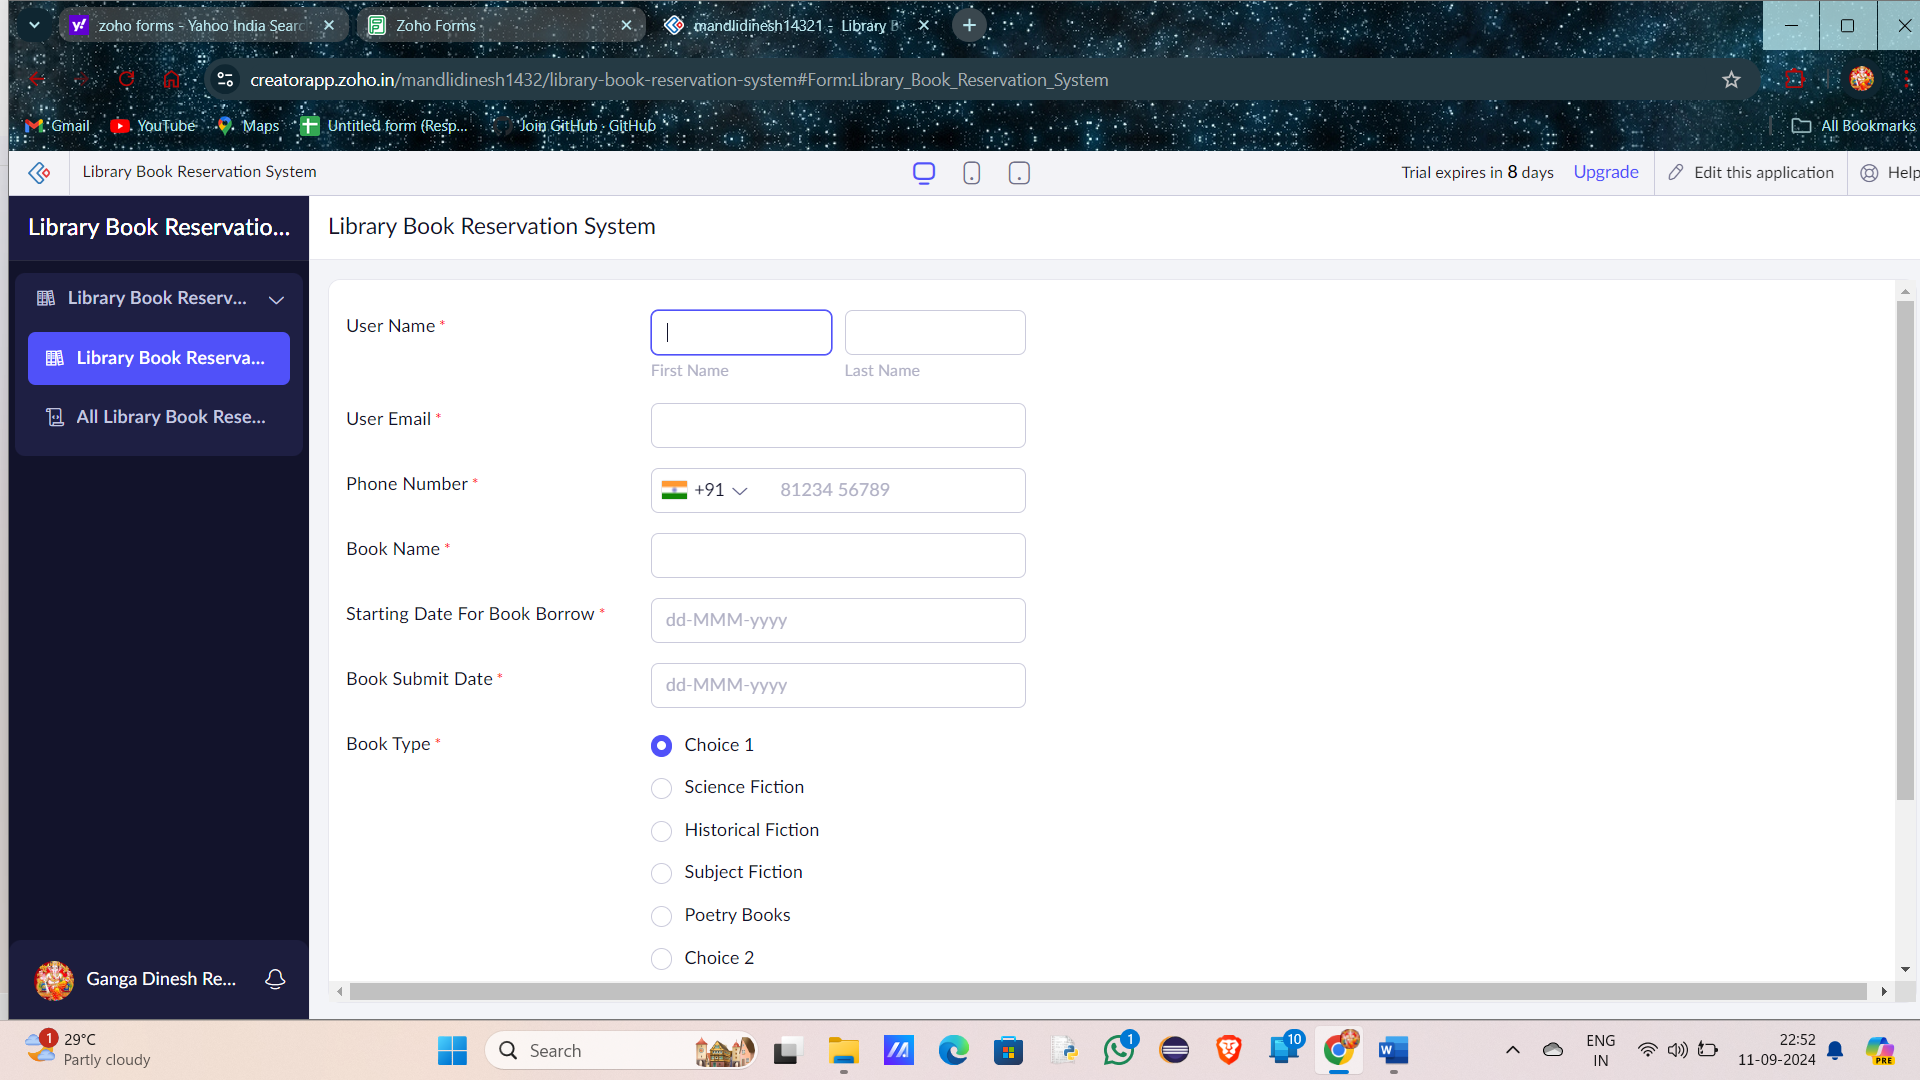 zoho forms - Yahoo India Searc
Zoho Forms
mandlidinesh14321 - Library B
creatorapp.zoho.in/mandlidinesh1432/library-book-reservation-system#Form:Library_Book_Reservation_System
Gmail
YouTube
Maps
Untitled form (Resp...
Join GitHub · GitHub
All Bookmarks
Library Book Reservation System
Trial expires in 8 days
Upgrade
Edit this application
Help
Library Book Reservatio...
Library Book Reservation System
Library Book Reserv...
Library Book Reserva...
All Library Book Rese...
User Name *
First Name
Last Name
User Email *
Phone Number *
+91
81234 56789
Book Name *
Starting Date For Book Borrow *
dd-MMM-yyyy
Book Submit Date *
dd-MMM-yyyy
Book Type *
Choice 1
Science Fiction
Historical Fiction
Subject Fiction
Poetry Books
Choice 2
Ganga Dinesh Re...
1
29°C
Partly cloudy
Search
1
10
W
ENG
IN
22:52
11-09-2024
PRE